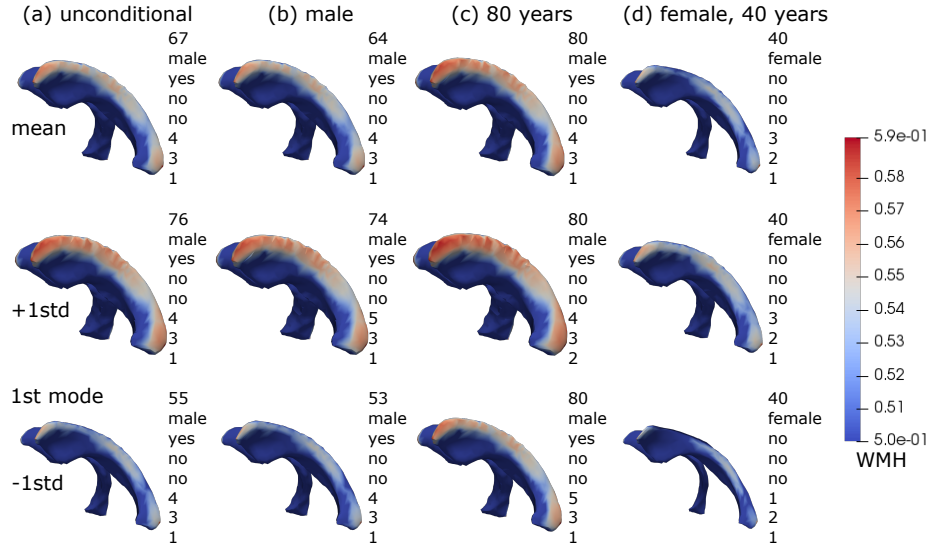 (a) unconditional
(b) male
(c) 80 years
(d) female, 40 years
mean
67
male
yes
no
no
4
3
1
64
male
yes
no
no
4
3
1
80
male
yes
no
no
4
3
1
40
female
no
no
no
3
2
1
+1std
76
male
yes
no
no
4
3
1
74
male
yes
no
no
5
3
1
80
male
yes
no
no
4
3
2
40
female
no
no
no
3
2
1
1st mode
-1std
55
male
yes
no
no
4
3
1
53
male
yes
no
no
4
3
1
80
male
yes
no
no
5
3
1
40
female
no
no
no
1
2
1
5.9e-01
0.58
0.57
0.56
0.55
0.54
0.53
0.52
0.51
5.0e-01
WMH